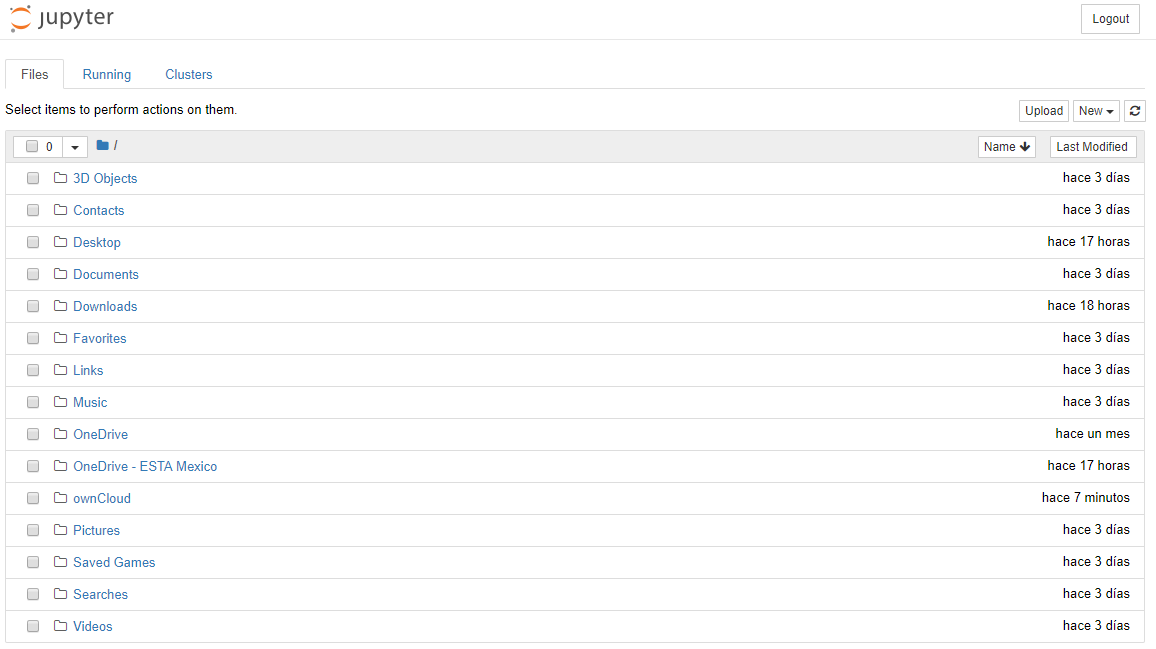 jupyter Logout
Files Running Clusters
Select items to perform actions on them. Upload New
0 / Name Last Modified
3D Objects hace 3 días
Contacts hace 3 días
Desktop hace 17 horas
Documents hace 3 días
Downloads hace 18 horas
Favorites hace 3 días
Links hace 3 días
Music hace 3 días
OneDrive hace un mes
OneDrive - ESTA Mexico hace 17 horas
ownCloud hace 7 minutos
Pictures hace 3 días
Saved Games hace 3 días
Searches hace 3 días
Videos hace 3 días